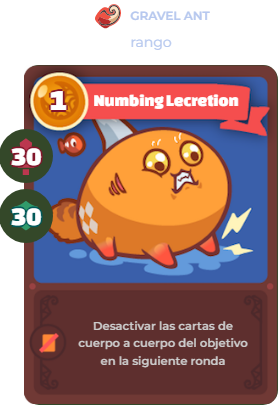 GRAVEL ANT
rango
1
Numbing Lecretion
30
30
Desactivar las cartas de
cuerpo a cuerpo del objetivo
en la siguiente ronda